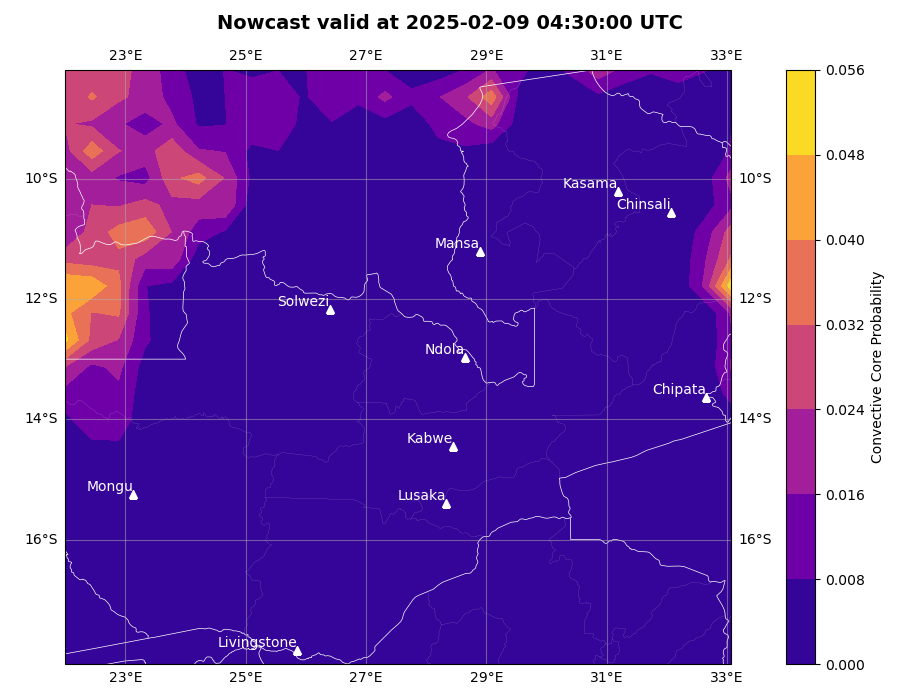 Nowcast valid at 2025-02-09 04:30:00 UTC
23°E 25°E 27°E 29°E 31°E 33°E
0.056
0.048
10°S Kasama 10°S
Chinsali
0.040
Mansa
12°S Solwezi 12°S
0.032
Ndola
Chipata
0.024
14°S 14°S
Kabwe
Mongu Lusaka
0.016
16°S 16°S
0.008
Livingstone
0.000
23°E 25°E 27°E 29°E 31°E 33°E
Convective Core Probability